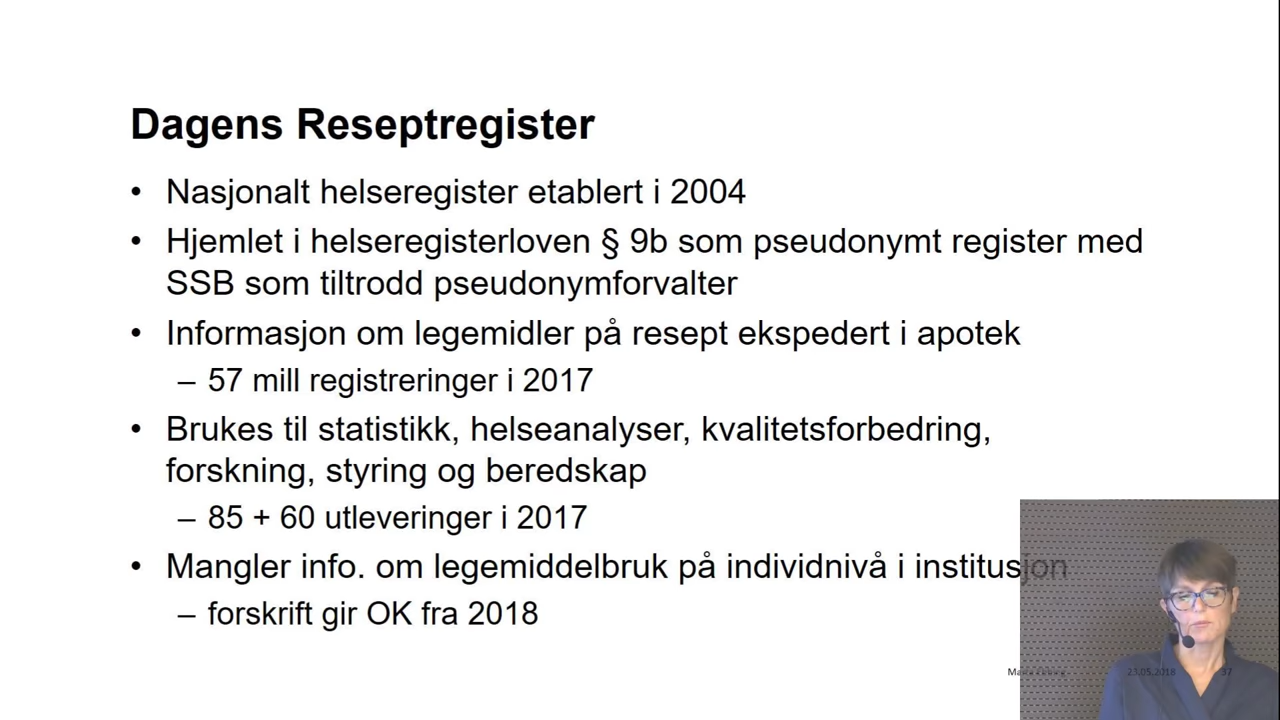 Dagens Reseptregister
• Nasjonalt helseregister etablert i 2004
• Hjemlet i helseregisterloven § 9b som pseudonymt register med
SSB som tiltrodd pseudonymforvalter
• Informasjon om legemidler på resept ekspedert i apotek
– 57 mill registreringer i 2017
• Brukes til statistikk, helseanalyser, kvalitetsforbedring,
forskning, styring og beredskap
– 85 + 60 utleveringer i 2017
• Mangler info. om legemiddelbruk på individnivå i institusjon
– forskrift gir OK fra 2018
23.05.2018 37